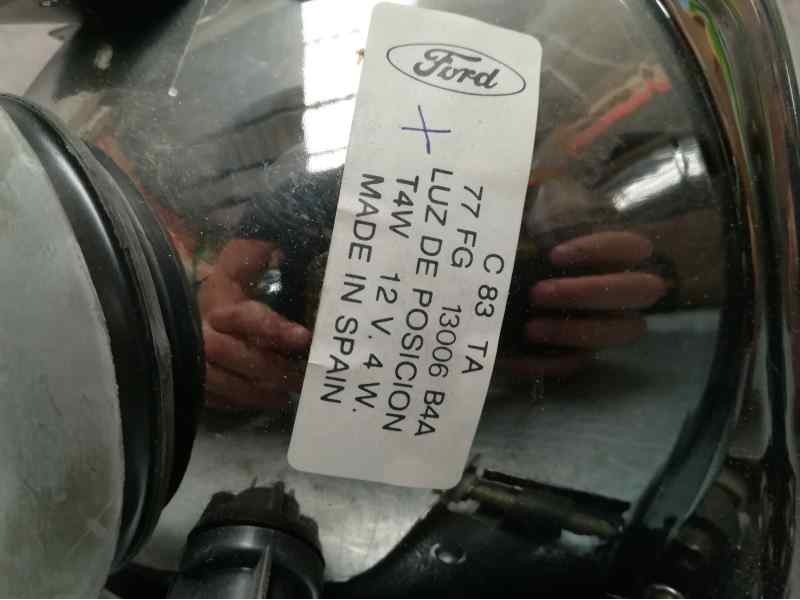 Ford
C 83 TA
77 FG 13006 B4A
LUZ DE POSICION
T4W 12 V. 4 W.
MADE IN SPAIN